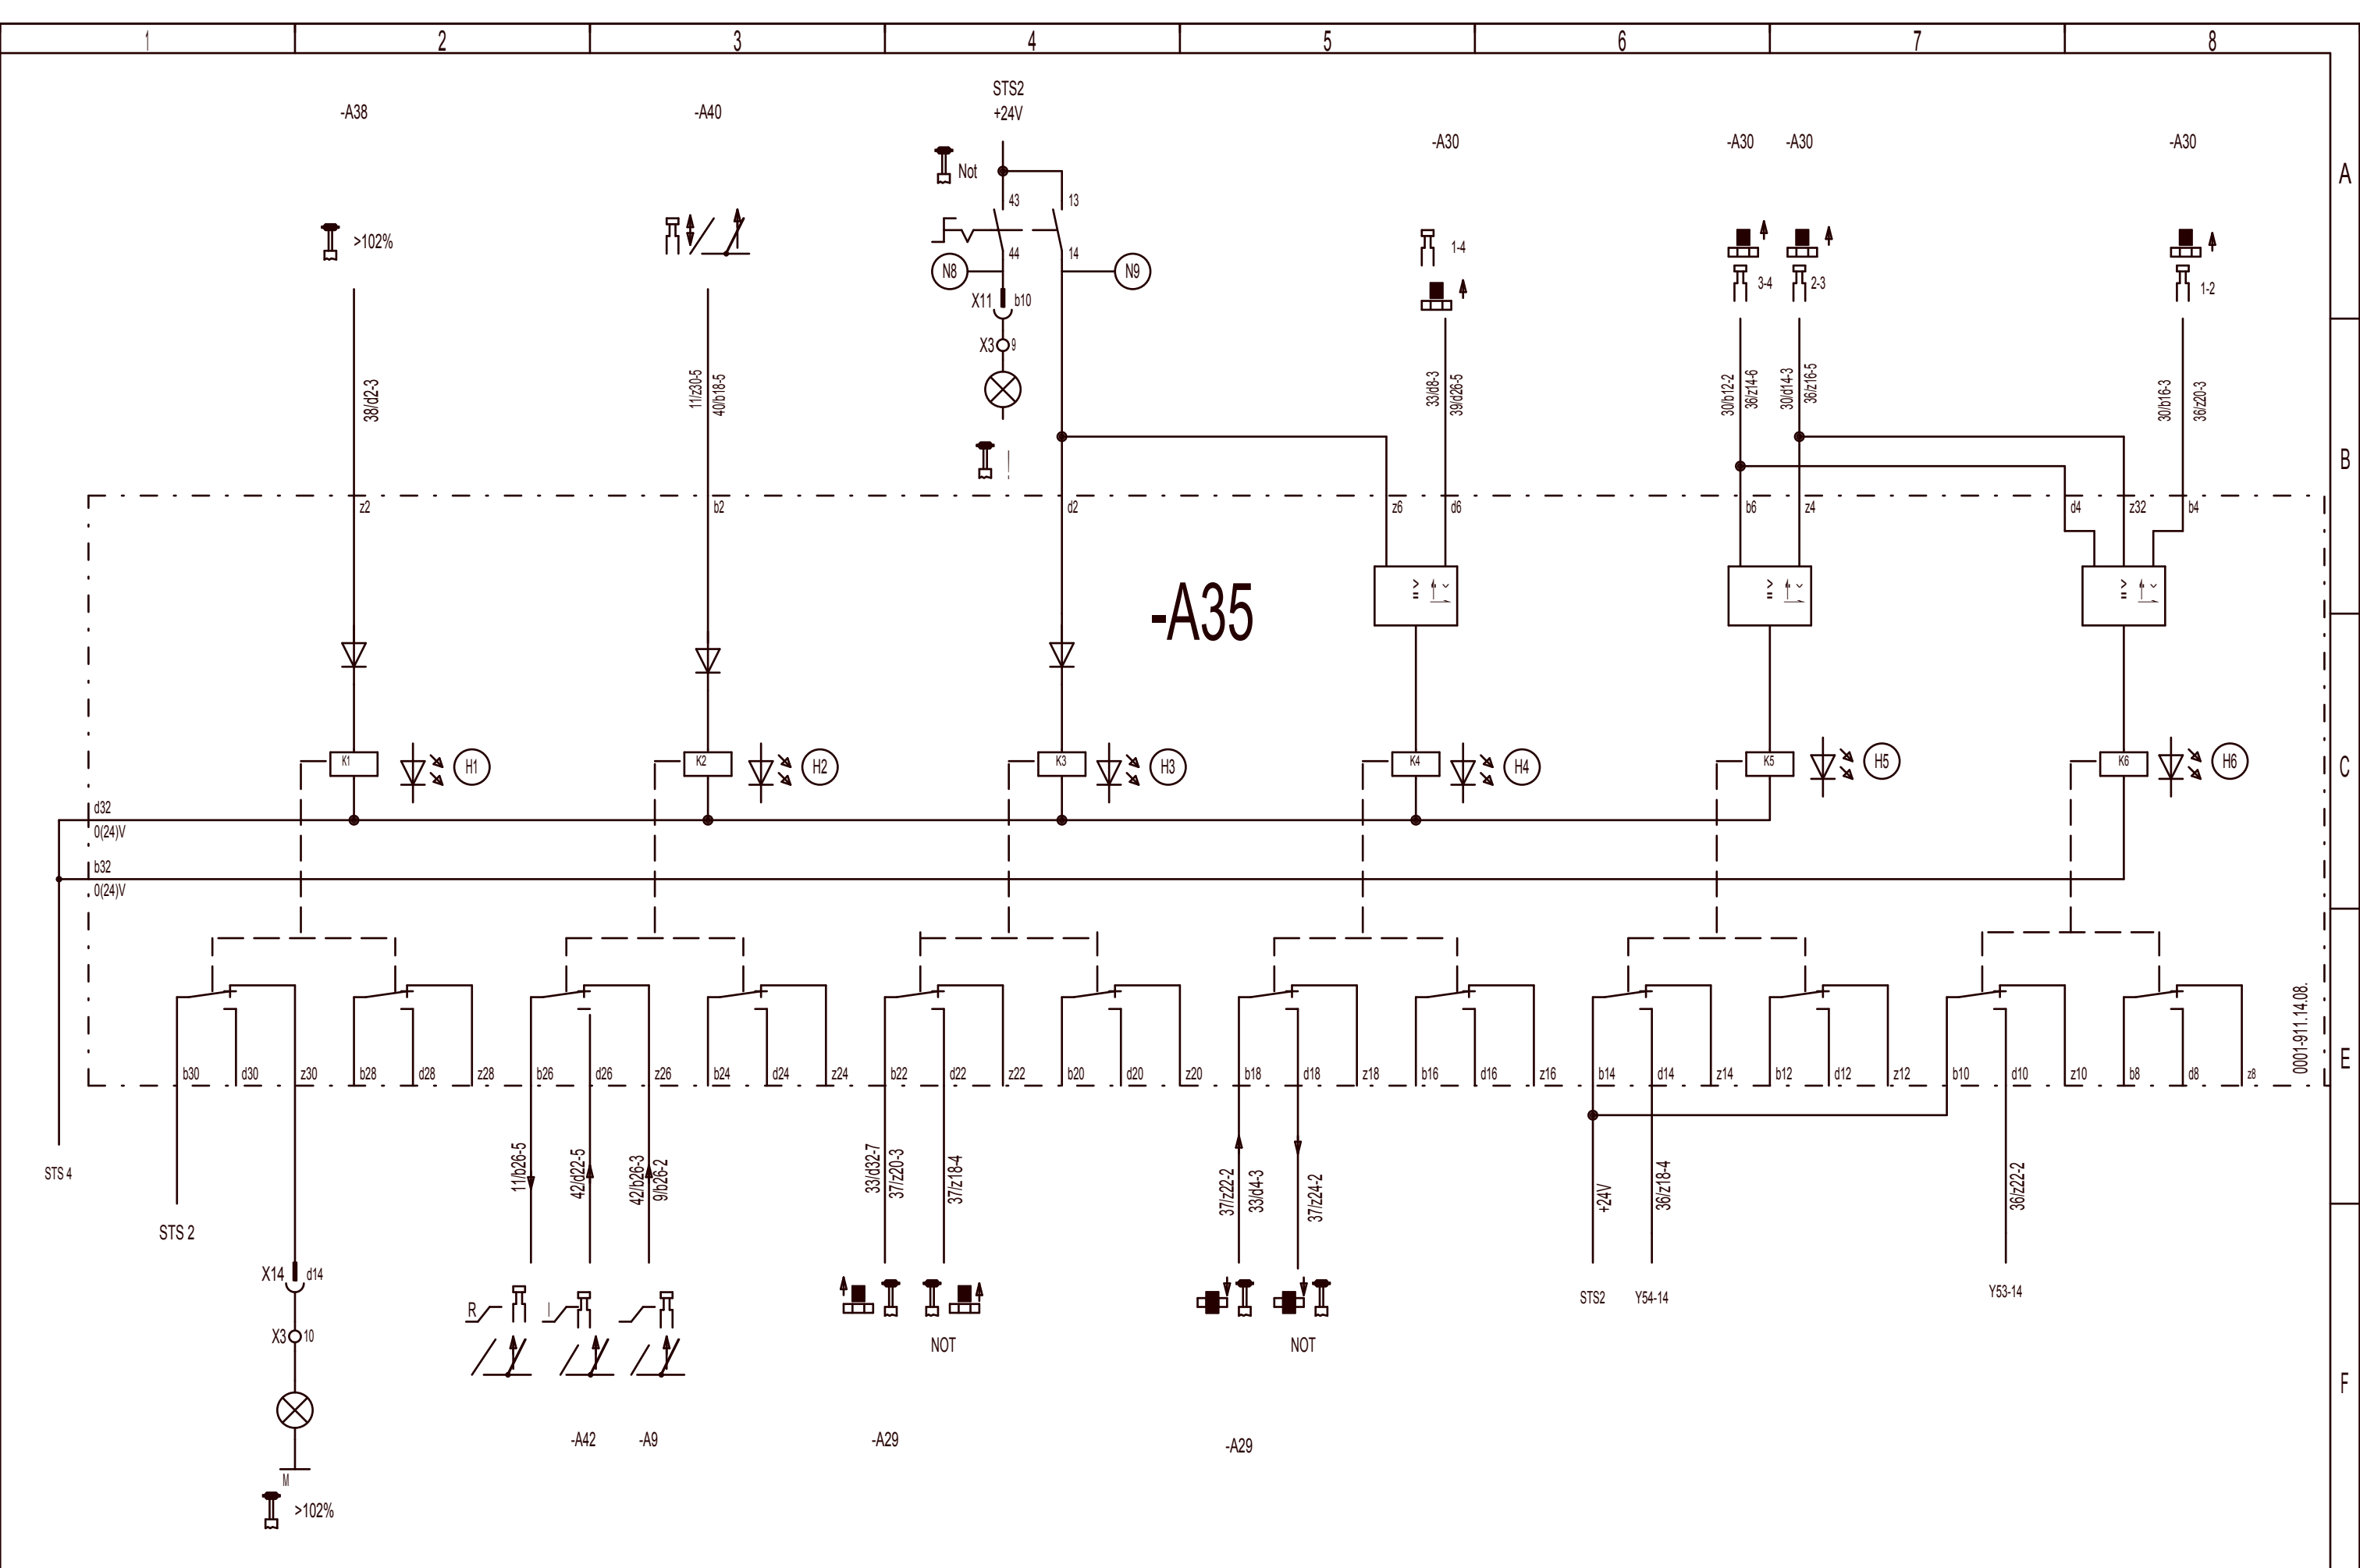 1 2 3 4 5 6 7 8
STS2
-A38 -A40 +24V
-A30 -A30 -A30 -A30
A
Not
43 13
>102%
1-4
44 14
N8 N9
3-4 2-3 1-2
X11 b10
X3 9
38/d2-3
11/z30-5
40/b18-5
33/d8-3
39/d26-5
30/b12-2
36/z14-6
30/d14-3
36/z16-5
30/b16-3
36/z20-3
B
z2 b2 d2 z6 d6 b6 z4 d4 z32 b4
-A35
K1 H1 K2 H2 K3 H3 K4 H4 K5 H5 K6 H6
C
d32
0(24)V
b32
0(24)V
0001-911.14.08.
E
b30 d30 z30 b28 d28 z28 b26 d26 z26 b24 d24 z24 b22 d22 z22 b20 d20 z20 b18 d18 z18 b16 d16 z16 b14 d14 z14 b12 d12 z12 b10 d10 z10 b8 d8 z8
STS 4
11/b26-5
42/d22-5
42/b26-3
9/b26-2
33/d32-7
37/z20-3
37/z18-4
37/z22-2
33/d4-3
37/z24-2
+24V
36/z18-4
36/z22-2
STS 2
X14 d14
STS2 Y54-14 Y53-14
R I
X3 10
NOT NOT
F
-A42 -A9 -A29 -A29
M
>102%